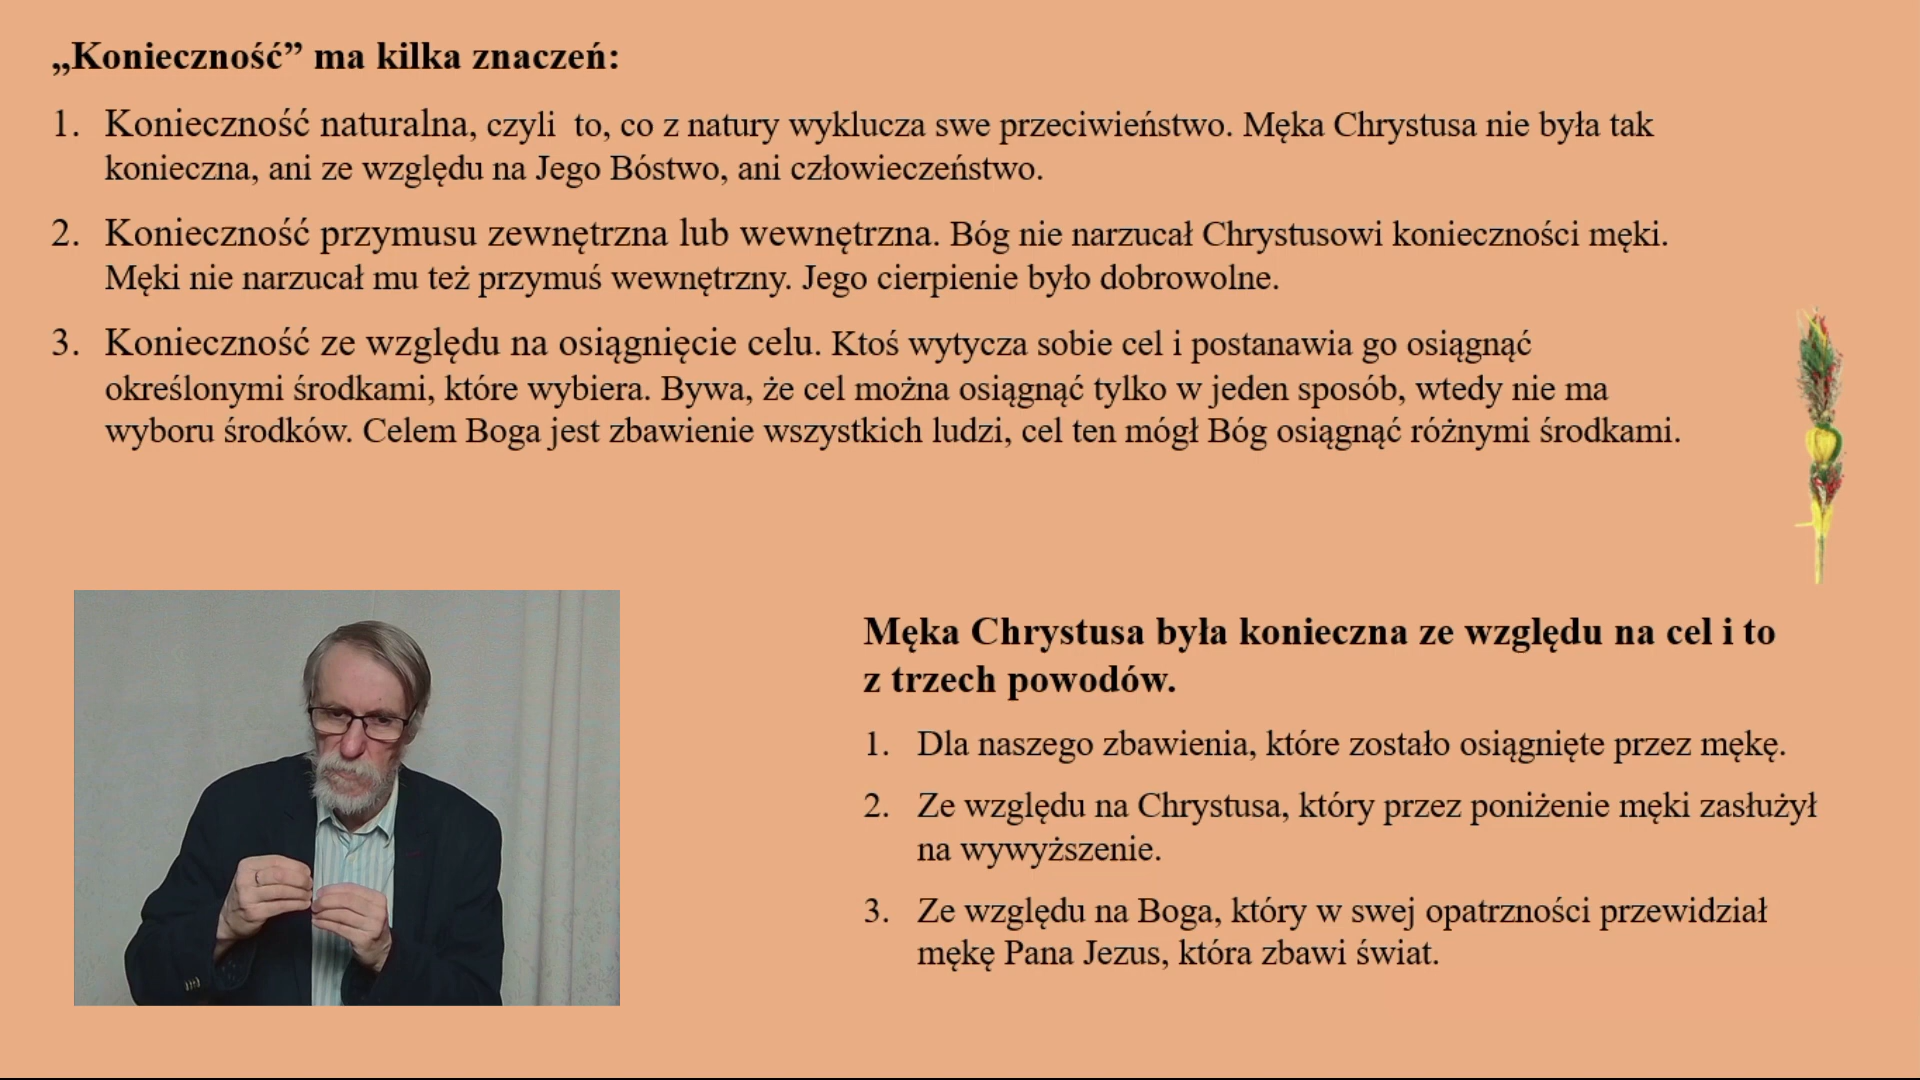 „Konieczność” ma kilka znaczeń:
1. Konieczność naturalna, czyli to, co z natury wyklucza swe przeciwieństwo. Męka Chrystusa nie była tak
konieczna, ani ze względu na Jego Bóstwo, ani człowieczeństwo.
2. Konieczność przymusu zewnętrzna lub wewnętrzna. Bóg nie narzucał Chrystusowi konieczności męki.
Męki nie narzucał mu też przymuś wewnętrzny. Jego cierpienie było dobrowolne.
3. Konieczność ze względu na osiągnięcie celu. Ktoś wytycza sobie cel i postanawia go osiągnąć
określonymi środkami, które wybiera. Bywa, że cel można osiągnąć tylko w jeden sposób, wtedy nie ma
wyboru środków. Celem Boga jest zbawienie wszystkich ludzi, cel ten mógł Bóg osiągnąć różnymi środkami.
Męka Chrystusa była konieczna ze względu na cel i to
z trzech powodów.
1. Dla naszego zbawienia, które zostało osiągnięte przez mękę.
2. Ze względu na Chrystusa, który przez poniżenie męki zasłużył
na wywyższenie.
3. Ze względu na Boga, który w swej opatrzności przewidział
mękę Pana Jezus, która zbawi świat.